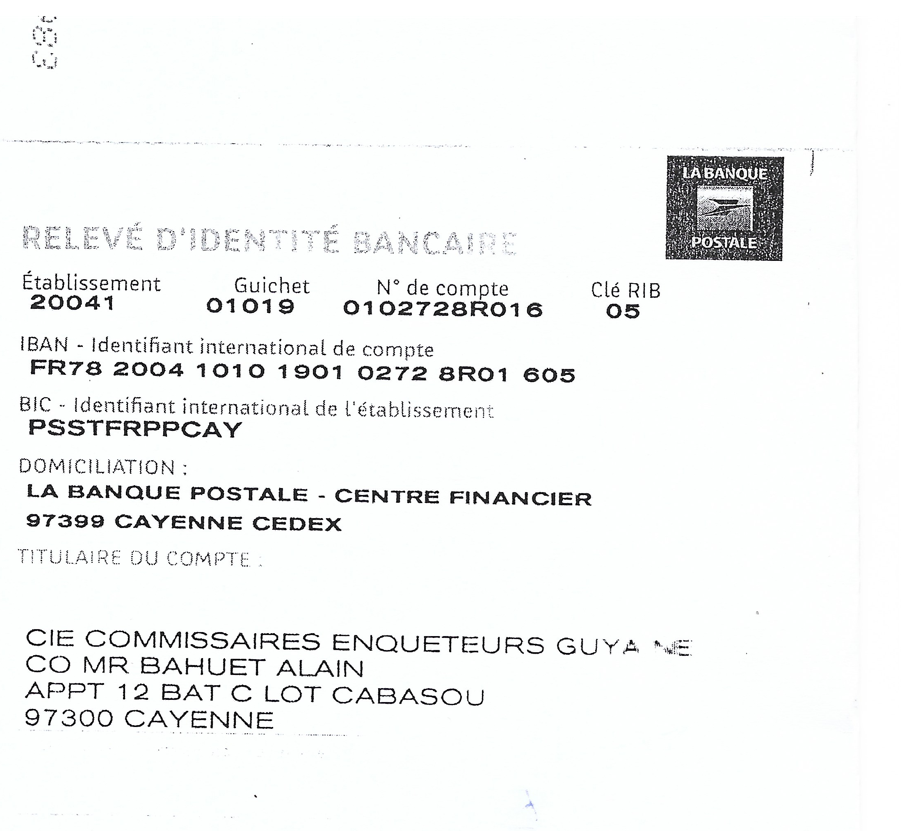 LA BANQUE
POSTALE
RELEVÉ D'IDENTITÉ BANCAIRE
Établissement Guichet N° de compte Clé RIB
20041 01019 0102728R016 05
IBAN - Identifiant international de compte
FR78 2004 1010 1901 0272 8R01 605
BIC - Identifiant international de l'établissement
PSSTFRPPCAY
DOMICILIATION :
LA BANQUE POSTALE - CENTRE FINANCIER
97399 CAYENNE CEDEX
TITULAIRE DU COMPTE :
CIE COMMISSAIRES ENQUETEURS GUYANE
CO MR BAHUET ALAIN
APPT 12 BAT C LOT CABASOU
97300 CAYENNE